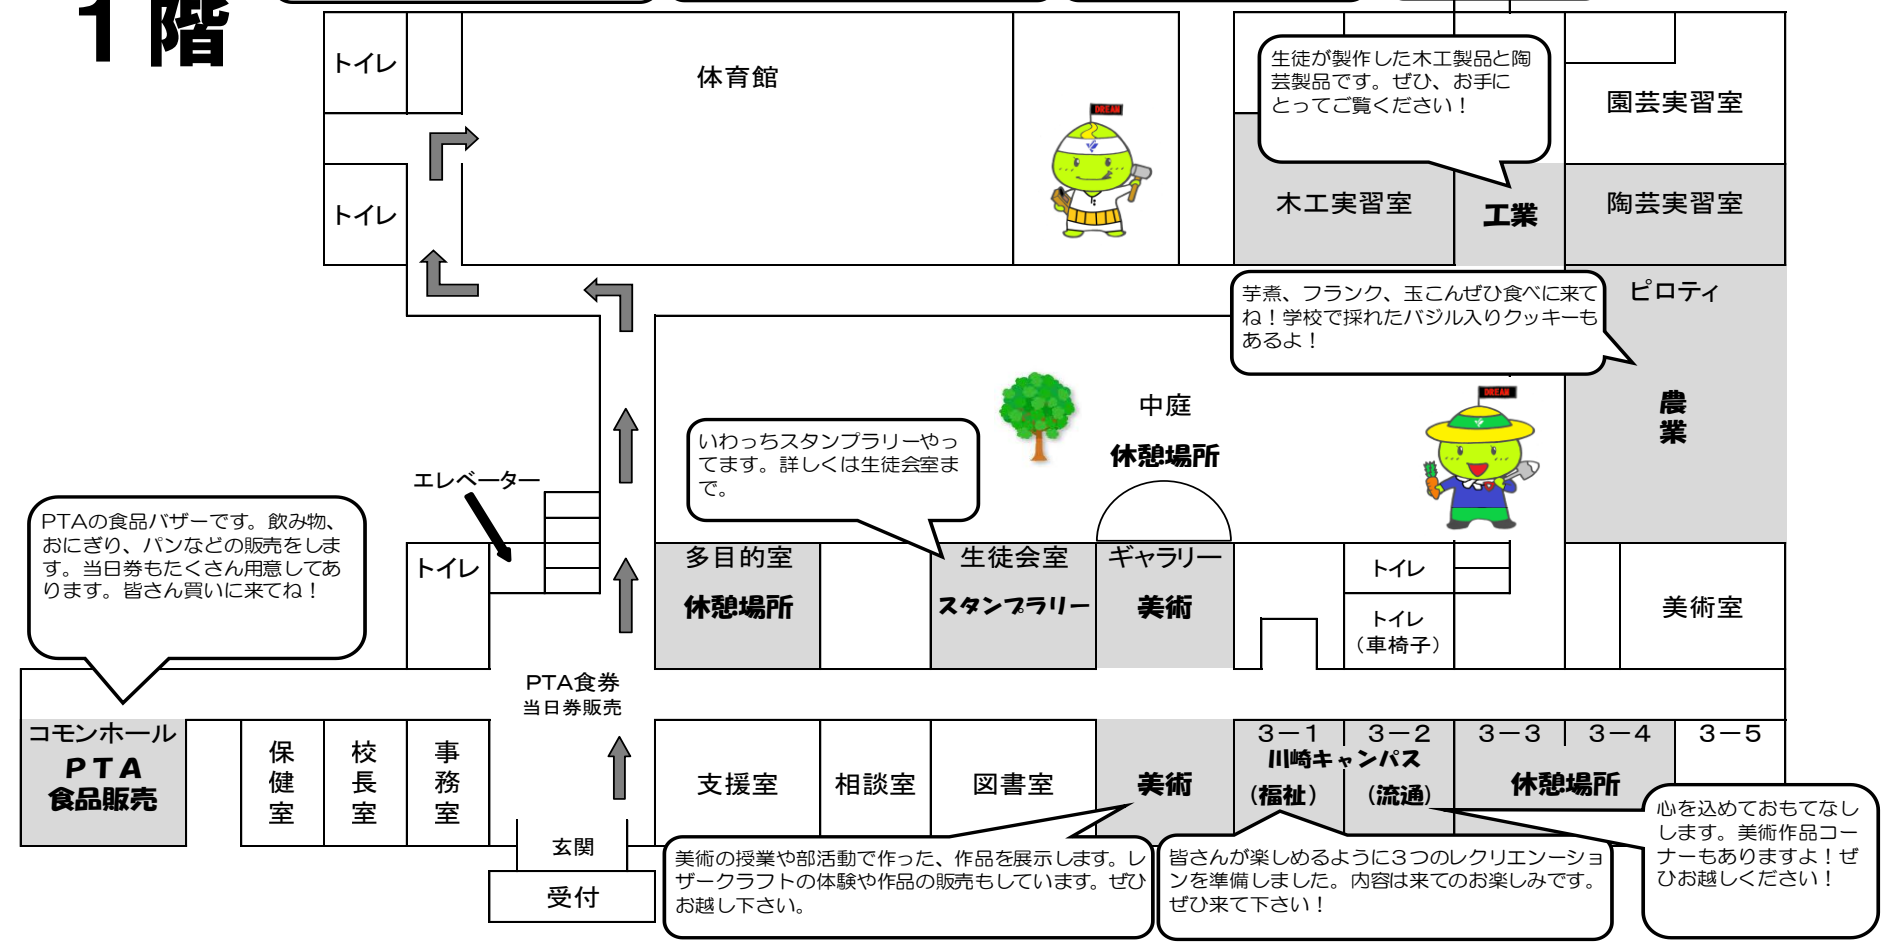 1階
トイレ
体育館
生徒が製作した木工製品と陶
芸製品です。ぜひ、お手に
とってご覧ください！
園芸実習室
DREAM
トイレ
木工実習室
工業
陶芸実習室
芋煮、フランク、玉こんぜひ食べに来て
ね！学校で採れたバジル入りクッキーも
あるよ！
ピロティ
農業
DREAM
中庭
休憩場所
いわっちスタンプラリーやっ
てます。詳しくは生徒会室ま
で。
エレベーター
PTAの食品バザーです。飲み物、
おにぎり、パンなどの販売をしま
す。当日券もたくさん用意してあ
ります。皆さん買いに来てね！
トイレ
多目的室
休憩場所
生徒会室
スタンプラリー
ギャラリー
美術
トイレ
トイレ
（車椅子）
美術室
PTA食券
当日券販売
コモンホール
PTA
食品販売
保健室
校長室
事務室
支援室
相談室
図書室
美術
3－1
3－2
川崎キャンパス
（福祉）
（流通）
3－3
3－4
休憩場所
3－5
玄関
受付
美術の授業や部活動で作った、作品を展示します。レ
ザークラフトの体験や作品の販売もしています。ぜひ
お越し下さい。
皆さんが楽しめるように3つのレクリエンーショ
ンを準備しました。内容は来てのお楽しみです。
ぜひ来て下さい！
心を込めておもてなし
します。美術作品コー
ナーもありますよ！ぜ
ひお越しください！